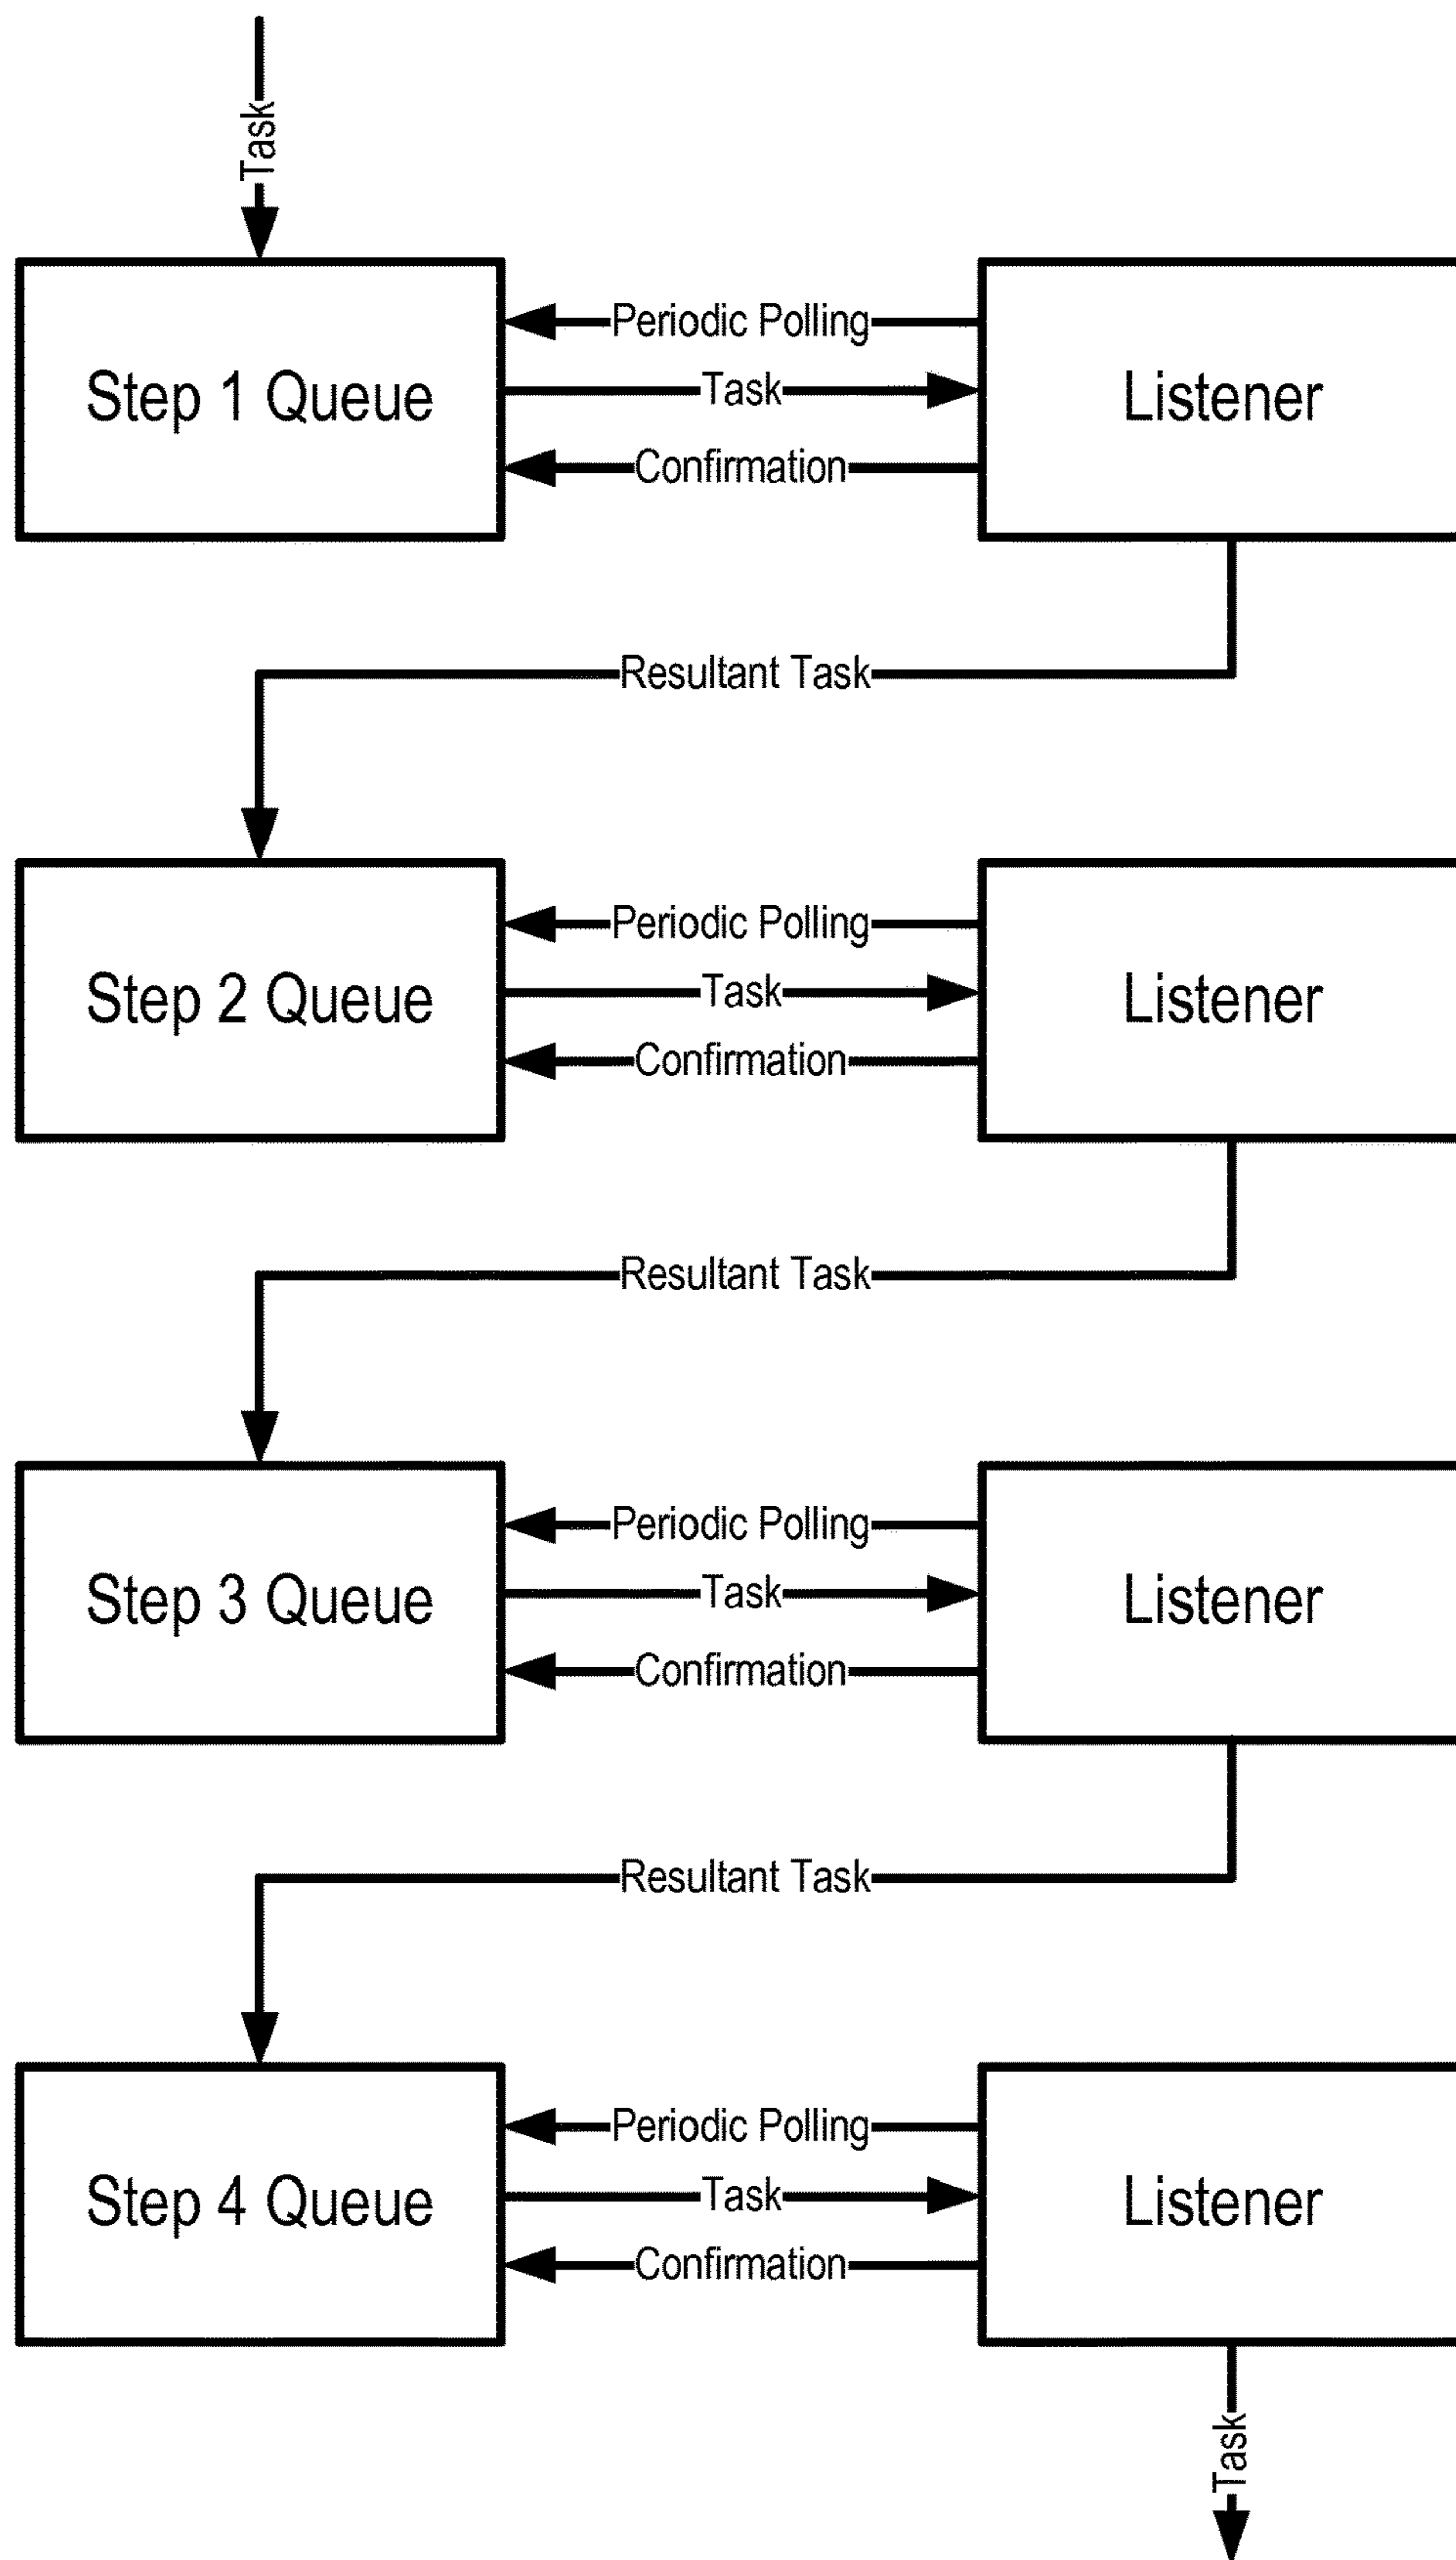 Task
Periodic Polling
Step 1 Queue
Task
Listener
Confirmation
Resultant Task
Periodic Polling
Step 2 Queue
Task
Listener
Confirmation
Resultant Task
Periodic Polling
Step 3 Queue
Task
Listener
Confirmation
Resultant Task
Periodic Polling
Step 4 Queue
Task
Listener
Confirmation
Task